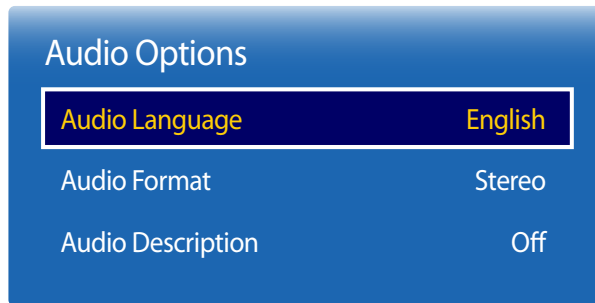 Audio Options
Audio Language English
Audio Format Stereo
Audio Description Off